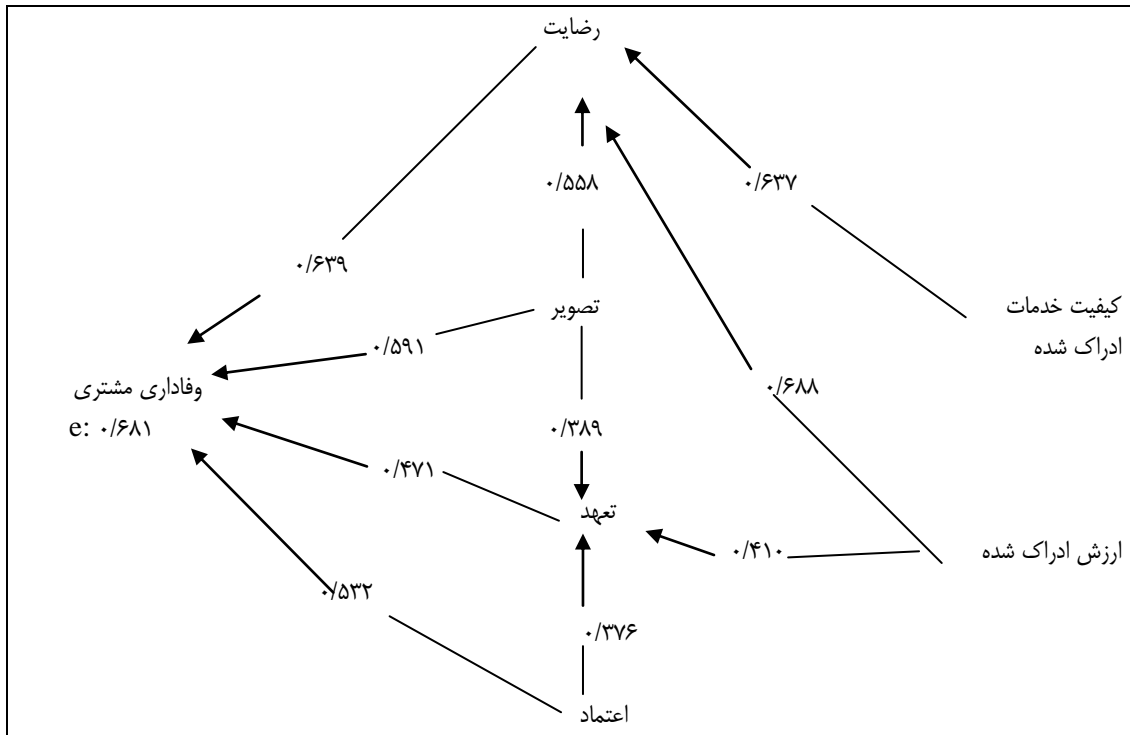 رضایت
۰/۵۵۸
۰/۶۳۷
۰/۶۳۹
کیفیت خدمات
ادراک شده
تصویر
۰/۵۹۱
وفاداری مشتری
e: ۰/۶۸۱
۰/۶۸۸
۰/۳۸۹
۰/۴۷۱
تعهد
ارزش ادراک شده
۰/۴۱۰
۰/۵۳۲
۰/۳۷۶
اعتماد